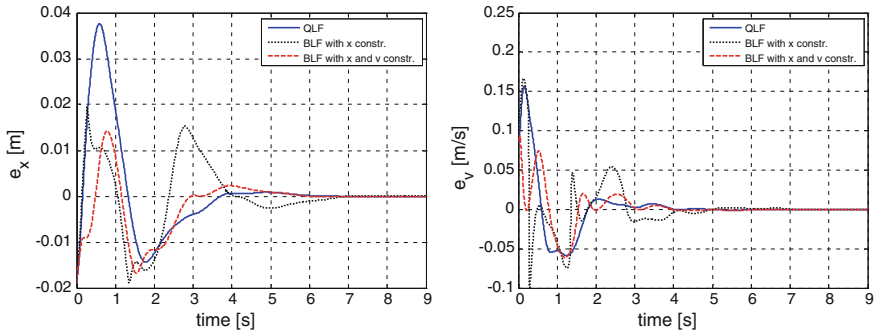 0.04
0.03
0.02
0.01
0
-0.01
-0.02
e_x [m]
0 1 2 3 4 5 6 7 8 9
time [s]
QLF
BLF with x constr.
BLF with x and v constr.
0.25
0.2
0.15
0.1
0.05
0
-0.05
-0.1
e_v [m/s]
0 1 2 3 4 5 6 7 8 9
time [s]
QLF
BLF with x constr.
BLF with x and v constr.